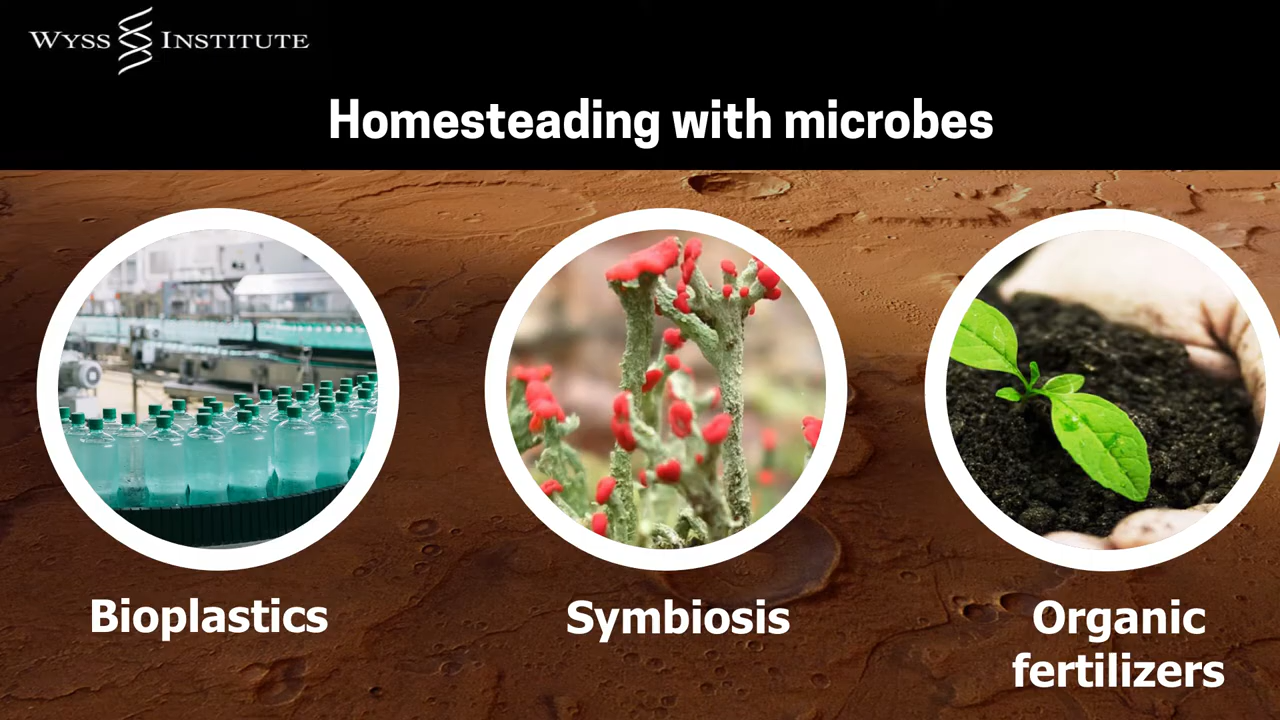 WYSS INSTITUTE
Homesteading with microbes
Bioplastics
Symbiosis
Organic
fertilizers